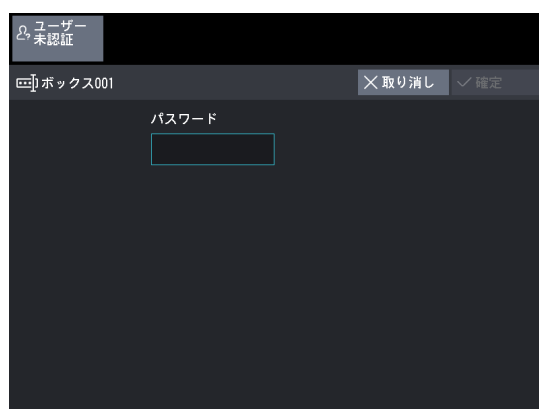 ユーザー
未認証
ボックス001
取り消し
確定
パスワード